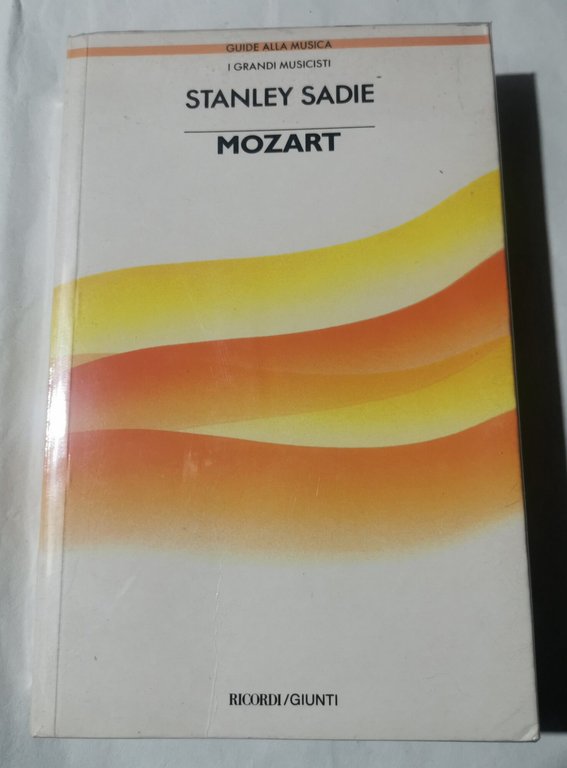 GUIDE ALLA MUSICA
I GRANDI MUSICISTI
STANLEY SADIE
MOZART
RICORDI/GIUNTI